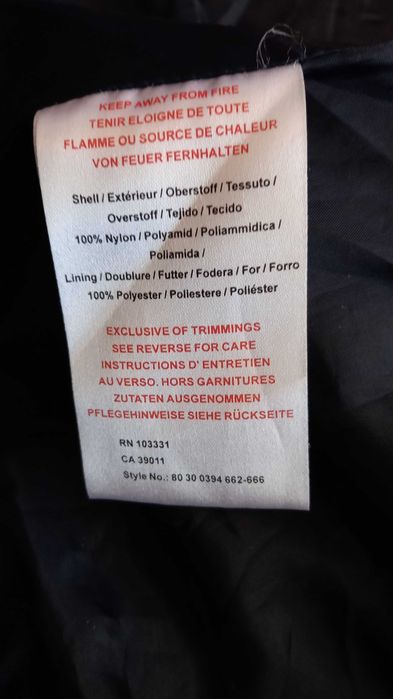 KEEP AWAY FROM FIRE
TENIR ELOIGNE DE TOUTE
FLAMME OU SOURCE DE CHALEUR
VON FEUER FERNHALTEN
Shell / Extérieur / Oberstoff / Tessuto /
Overstoff / Tejido / Tecido
100% Nylon / Polyamid / Poliammidica /
Poliamida /
Lining / Doublure / Futter / Fodera / For / Forro
100% Polyester / Poliestere / Poliéster
EXCLUSIVE OF TRIMMINGS
SEE REVERSE FOR CARE
INSTRUCTIONS D' ENTRETIEN
AU VERSO. HORS GARNITURES
ZUTATEN AUSGENOMMEN
PFLEGEHINWEISE SIEHE RÜCKSEITE
RN 103331
CA 39011
Style No.: 80 30 0394 662-666